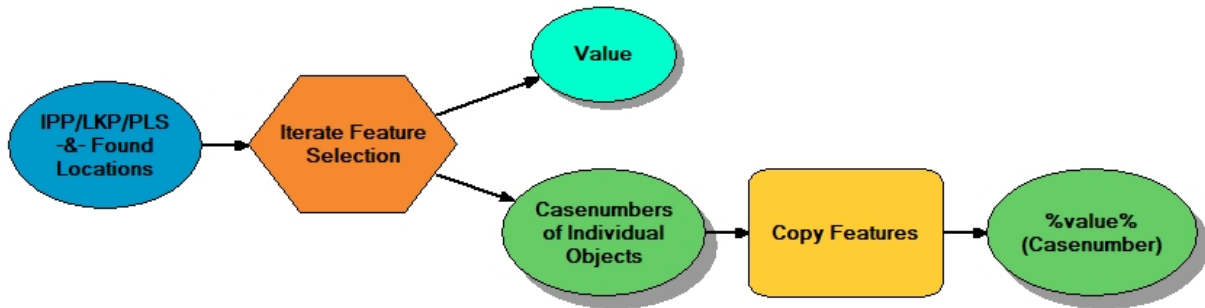 IPP/LKP/PLS
-&- Found
Locations
Iterate Feature
Selection
Value
Casenumbers
of Individual
Objects
Copy Features
%value%
(Casenumber)